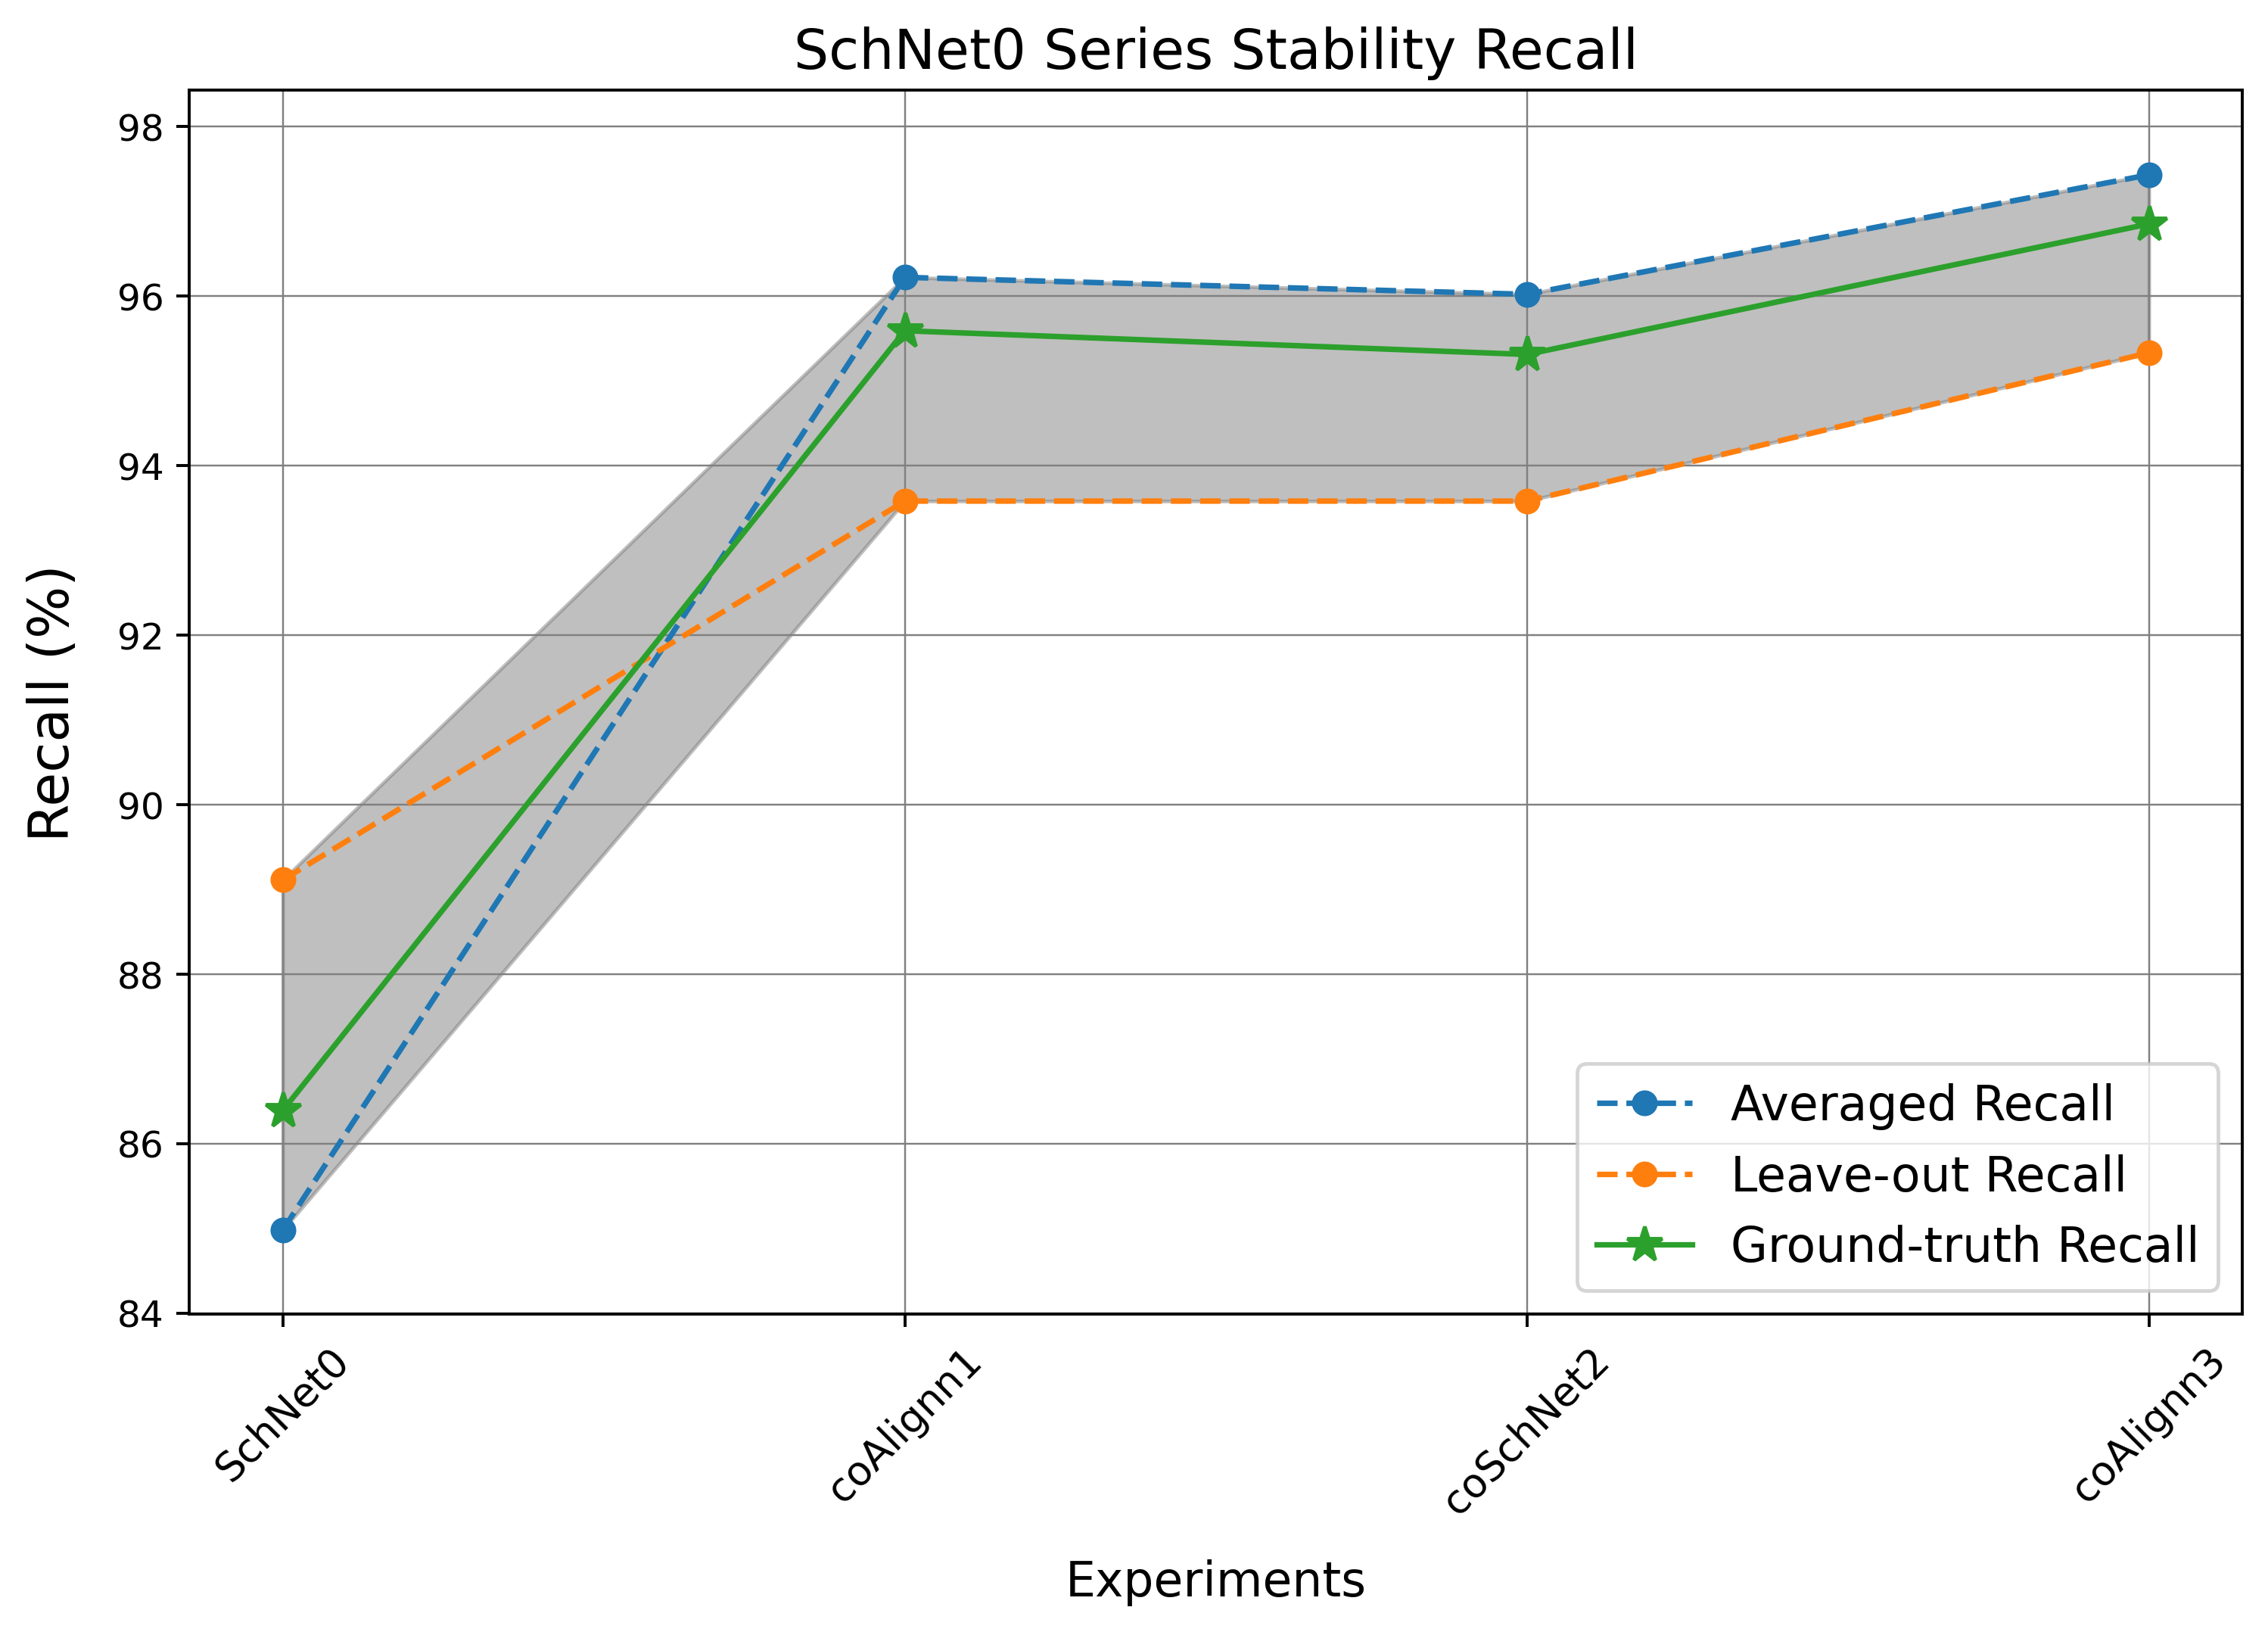 SchNet0 Series Stability Recall
Recall (%)
98
96
94
92
90
88
86
84
Averaged Recall
Leave-out Recall
Ground-truth Recall
SchNet0
coAlignn1
coSchNet2
coAlignn3
Experiments